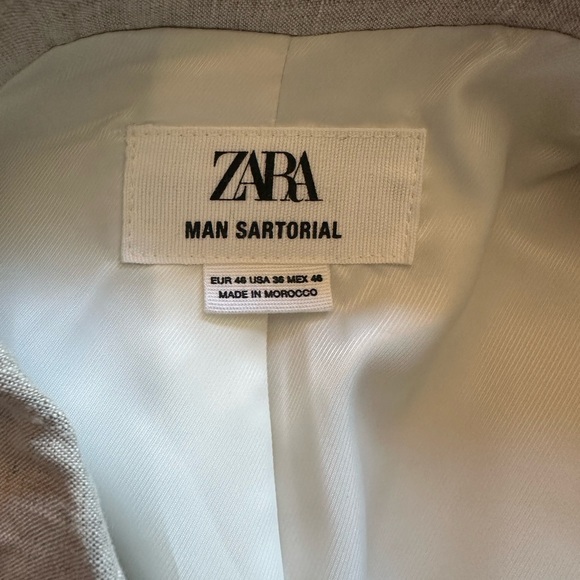 ZARA
MAN SARTORIAL
EUR 46 USA 36 MEX 46
MADE IN MOROCCO